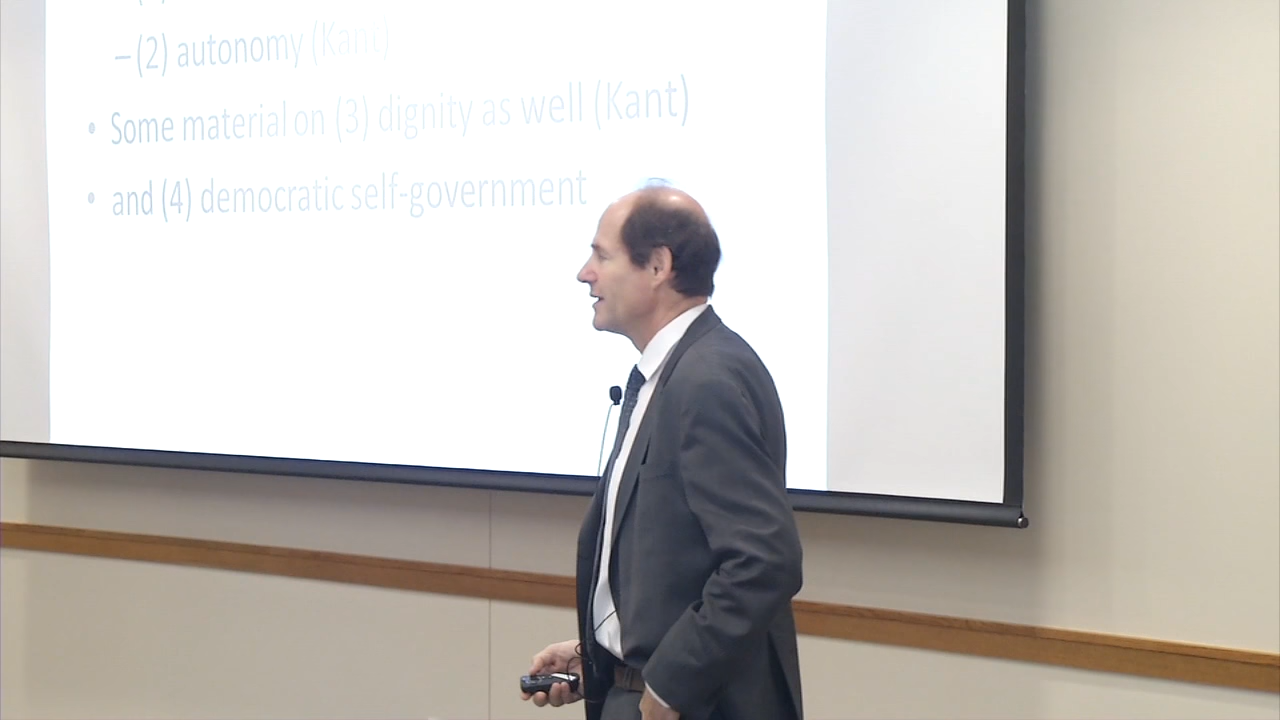 – (2) autonomy (Kant)
• Some material on (3) dignity as well (Kant)
• and (4) democratic self-government